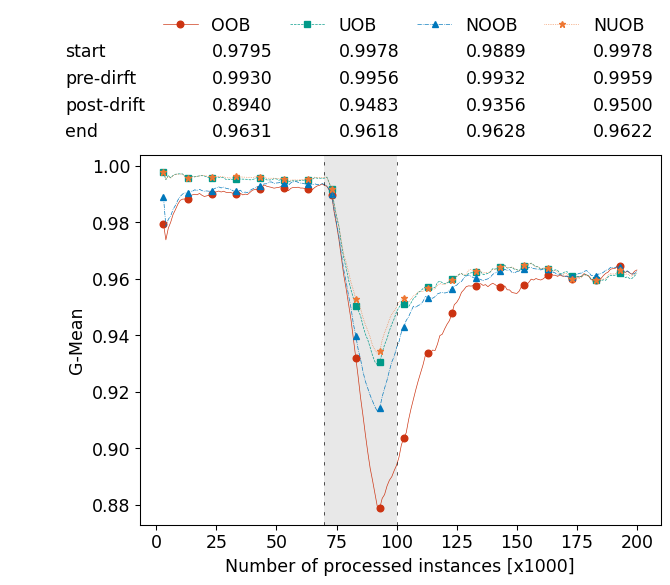 OOB UOB NOOB NUOB
start 0.9795 0.9978 0.9889 0.9978
pre-dirft 0.9930 0.9956 0.9932 0.9959
post-drift 0.8940 0.9483 0.9356 0.9500
end 0.9631 0.9618 0.9628 0.9622
1.00
0.98
0.96
0.94
0.92
0.90
0.88
G-Mean
0 25 50 75 100 125 150 175 200
Number of processed instances [x1000]